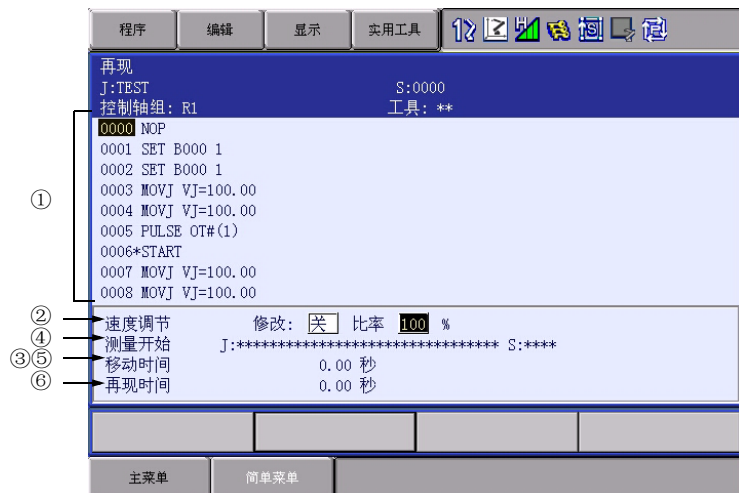 程序 编辑 显示 实用工具
再现
J:TEST S:0000
控制轴组: R1 工具: **
0000 NOP
0001 SET B000 1
0002 SET B000 1
0003 MOVJ VJ=100.00
0004 MOVJ VJ=100.00
0005 PULSE OT#(1)
0006*START
0007 MOVJ VJ=100.00
0008 MOVJ VJ=100.00
①
② 速度调节 修改: 关 比率 100 %
④ 测量开始 J:******************************** S:****
③⑤ 移动时间 0.00 秒
⑥ 再现时间 0.00 秒
主菜单 简单菜单